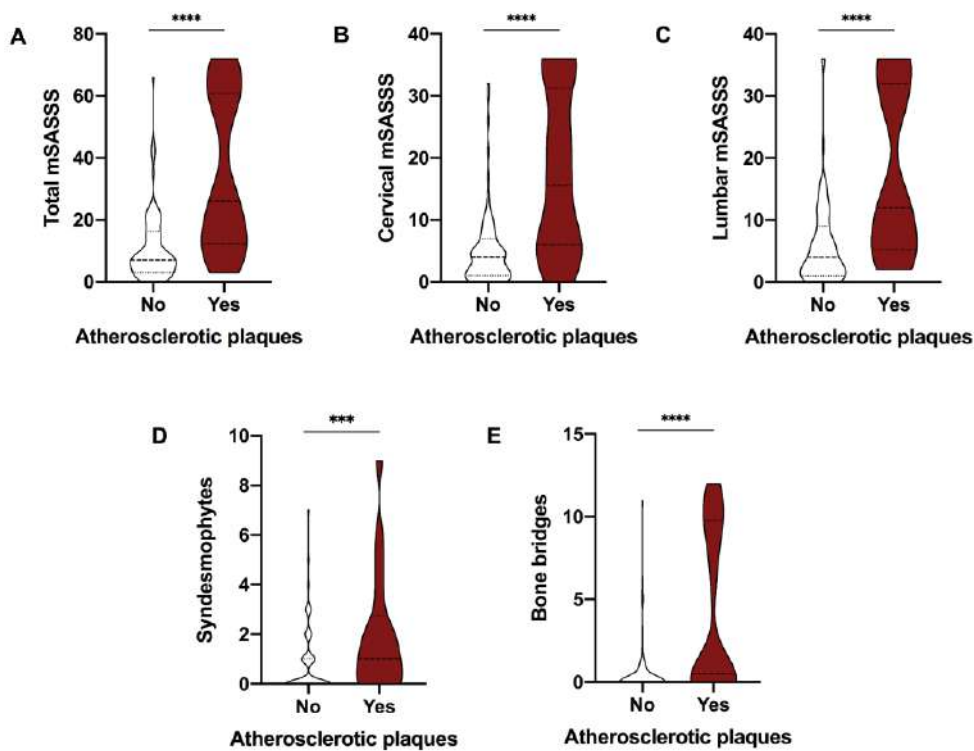 A
****
Total mSASSS
80
60
40
20
0
No Yes
Atherosclerotic plaques
B
****
Cervical mSASSS
40
30
20
10
0
No Yes
Atherosclerotic plaques
C
****
Lumbar mSASSS
40
30
20
10
0
No Yes
Atherosclerotic plaques
D
***
Syndesmophytes
10
8
6
4
2
0
No Yes
Atherosclerotic plaques
E
****
Bone bridges
15
10
5
0
No Yes
Atherosclerotic plaques